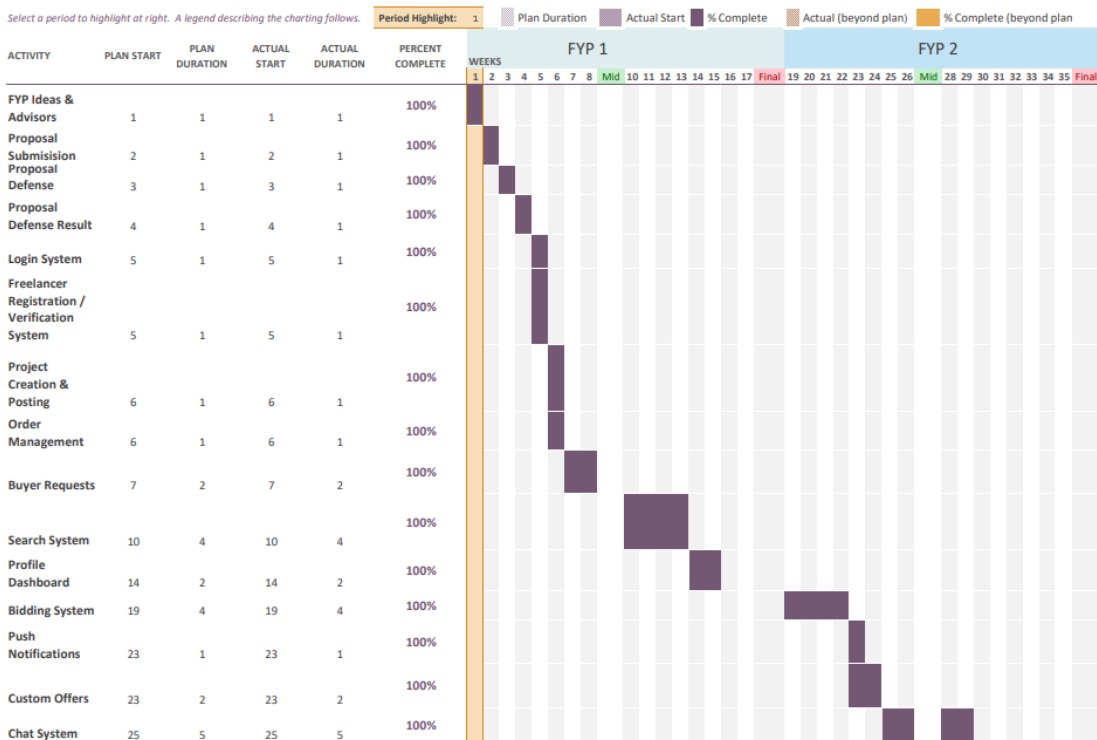 Select a period to highlight at right. A legend describing the charting follows. Period Highlight: 1 Plan Duration Actual Start % Complete Actual (beyond plan) % Complete (beyond plan
FYP 1 FYP 2
ACTIVITY PLAN START PLAN DURATION ACTUAL START ACTUAL DURATION PERCENT COMPLETE WEEKS
1 2 3 4 5 6 7 8 Mid 10 11 12 13 14 15 16 17 Final 19 20 21 22 23 24 25 26 Mid 28 29 30 31 32 33 34 35 Final
FYP Ideas &
Advisors 1 1 1 1 100%
Proposal
Submisision 2 1 2 1 100%
Proposal
Defense 3 1 3 1 100%
Proposal
Defense Result 4 1 4 1 100%
Login System 5 1 5 1 100%
Freelancer
Registration /
Verification
System 5 1 5 1 100%
Project
Creation &
Posting 6 1 6 1 100%
Order
Management 6 1 6 1 100%
Buyer Requests 7 2 7 2 100%
Search System 10 4 10 4 100%
Profile
Dashboard 14 2 14 2 100%
Bidding System 19 4 19 4 100%
Push
Notifications 23 1 23 1 100%
Custom Offers 23 2 23 2 100%
Chat System 25 5 25 5 100%